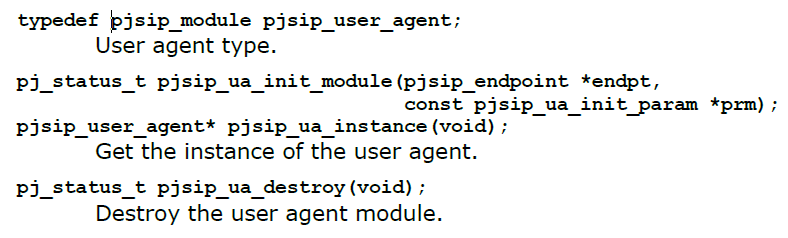 typedef pjsip_module pjsip_user_agent;
User agent type.
pj_status_t pjsip_ua_init_module(pjsip_endpoint *endpt,
const pjsip_ua_init_param *prm);
pjsip_user_agent* pjsip_ua_instance(void);
Get the instance of the user agent.
pj_status_t pjsip_ua_destroy(void);
Destroy the user agent module.